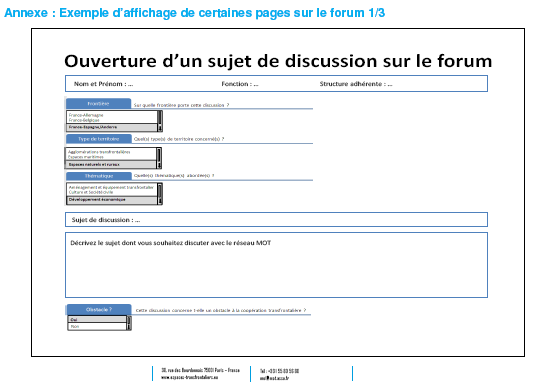 Annexe : Exemple d'affichage de certaines pages sur le forum 1/3
Ouverture d'un sujet de discussion sur le forum
Nom et Prénom : ... Fonction : ... Structure adhérente : ...
Frontière Sur quelle frontière porte cette discussion ?
France-Allemagne
France-Belgique
France-Espagne/Andorra
Type de territoire Quel(s) type(s) de territoire concerné(s) ?
Agglomérations transfrontalières
Espaces maritimes
Espaces naturels et ruraux
Thématique Quelle(s) thématique(s) abordée(s) ?
Aménagement et équipement transfrontalier
Culture et Société civile
Développement économique
Sujet de discussion : ...
Décrivez le sujet dont vous souhaitez discuter avec le réseau MOT
Obstacle ? Cette discussion concerne t-elle un obstacle à la coopération transfrontalière ?
Oui
Non
38, rue des Bourdonnais 75001 Paris – France
www.espaces-transfrontaliers.eu
Tel : +33 1 55 80 56 80
mot@mot.asso.fr